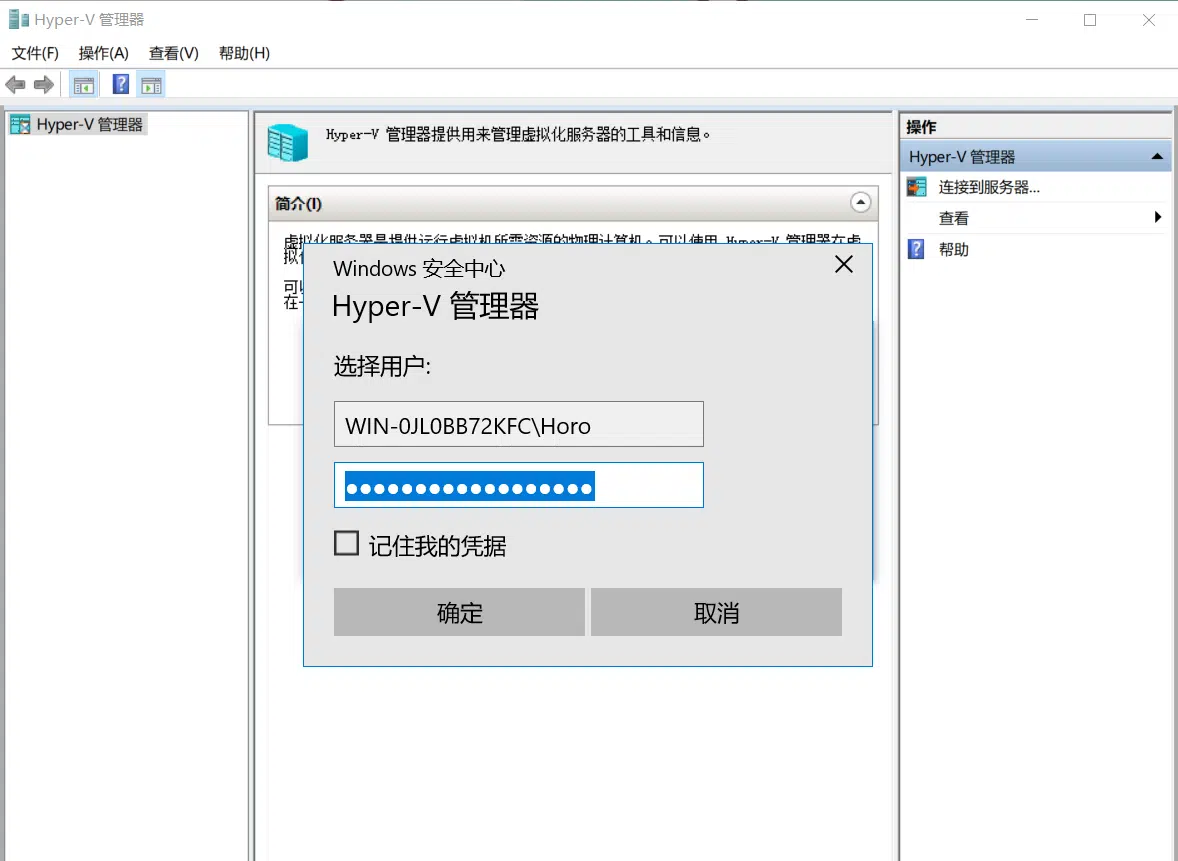 Hyper-V 管理器
文件(F) 操作(A) 查看(V) 帮助(H)
Hyper-V 管理器
Hyper-V 管理器提供用来管理虚拟化服务器的工具和信息。
简介(I)
虚拟化服务器是提供运行虚拟机所需资源的物理计算机。可以使用 Hyper-V 管理器在虚
拟
可
在
Windows 安全中心
Hyper-V 管理器
选择用户:
WIN-0JL0BB72KFC\Horo
●●●●●●●●●●●●●●●●●●
记住我的凭据
确定 取消
操作
Hyper-V 管理器
连接到服务器...
查看
帮助